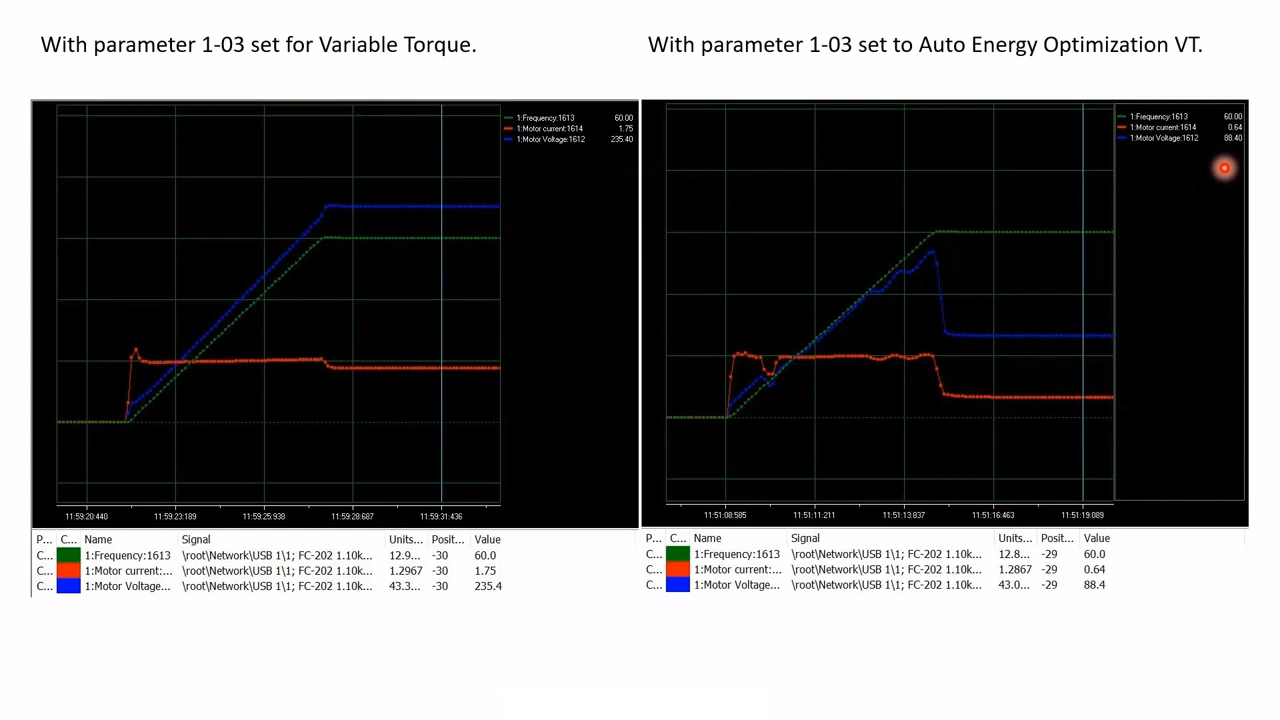 With parameter 1-03 set for Variable Torque.
With parameter 1-03 set to Auto Energy Optimization VT.
1:Frequency:1613 60.00
1:Motor current:1614 1.75
1:Motor Voltage:1612 235.40
11:59:20:440 11:59:23:189 11:59:25:938 11:59:28:687 11:59:31:436
P... C... Name Signal Units... Posit... Value
C... 1:Frequency:1613 \root\Network\USB 1\1; FC-202 1.10k... 12.9... -30 60.0
C... 1:Motor current:... \root\Network\USB 1\1; FC-202 1.10k... 1.2967 -30 1.75
C... 1:Motor Voltage... \root\Network\USB 1\1; FC-202 1.10k... 43.3... -30 235.4
1:Frequency:1613 60.00
1:Motor current:1614 0.64
1:Motor Voltage:1612 88.40
11:51:08:585 11:51:11:211 11:51:13:837 11:51:16:463 11:51:19:089
P... C... Name Signal Units... Posit... Value
C... 1:Frequency:1613 \root\Network\USB 1\1; FC-202 1.10k... 12.8... -29 60.0
C... 1:Motor current:... \root\Network\USB 1\1; FC-202 1.10k... 1.2867 -29 0.64
C... 1:Motor Voltage... \root\Network\USB 1\1; FC-202 1.10k... 43.0... -29 88.4